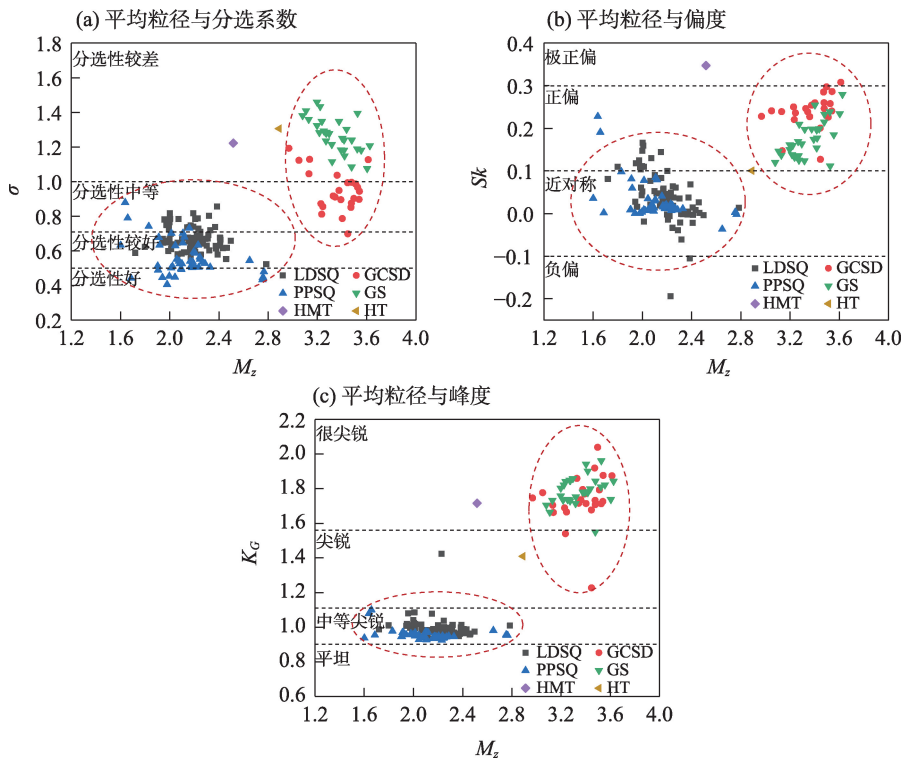 (a) 平均粒径与分选系数
σ
1.8
1.6
1.4
1.2
1.0
0.8
0.6
0.4
0.2
分选性较差
分选性中等
分选性较好
分选性好
LDSQ GCSD
PPSQ GS
HMT HT
1.2 1.6 2.0 2.4 2.8 3.2 3.6 4.0
Mz
(b) 平均粒径与偏度
Sk
0.4
0.3
0.2
0.1
0.0
−0.1
−0.2
极正偏
正偏
近对称
负偏
LDSQ GCSD
PPSQ GS
HMT HT
1.2 1.6 2.0 2.4 2.8 3.2 3.6 4.0
Mz
(c) 平均粒径与峰度
KG
2.2
2.0
1.8
1.6
1.4
1.2
1.0
0.8
0.6
很尖锐
尖锐
中等尖锐
平坦
LDSQ GCSD
PPSQ GS
HMT HT
1.2 1.6 2.0 2.4 2.8 3.2 3.6 4.0
Mz